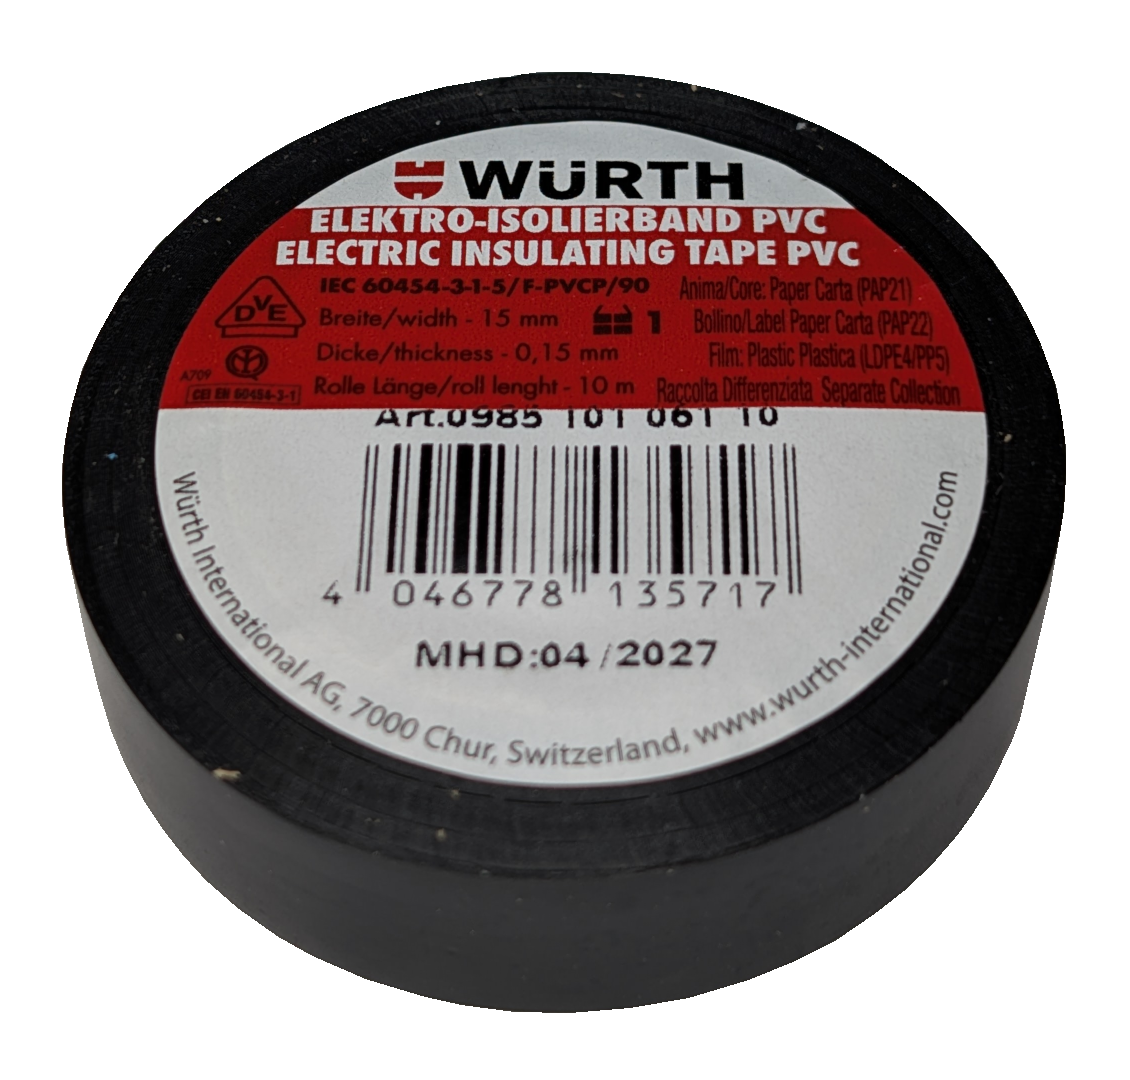 WÜRTH
ELEKTRO-ISOLIERBAND PVC
ELECTRIC INSULATING TAPE PVC
IEC 60454-3-1-5/F-PVCP/90
Breite/width - 15 mm
1
Dicke/thickness - 0,15 mm
Rolle Länge/roll lenght - 10 m
DVE
A709
CEI EN 60454-3-1
Anima/Core: Paper Carta (PAP21)
Bollino/Label Paper Carta (PAP22)
Film: Plastic Plastica (LDPE4/PP5)
Raccolta Differenziata Separate Collection
Art.0985 101 061 10
4 046778 135717
MHD:04/2027
Würth International AG, 7000 Chur, Switzerland, www.wurth-international.com